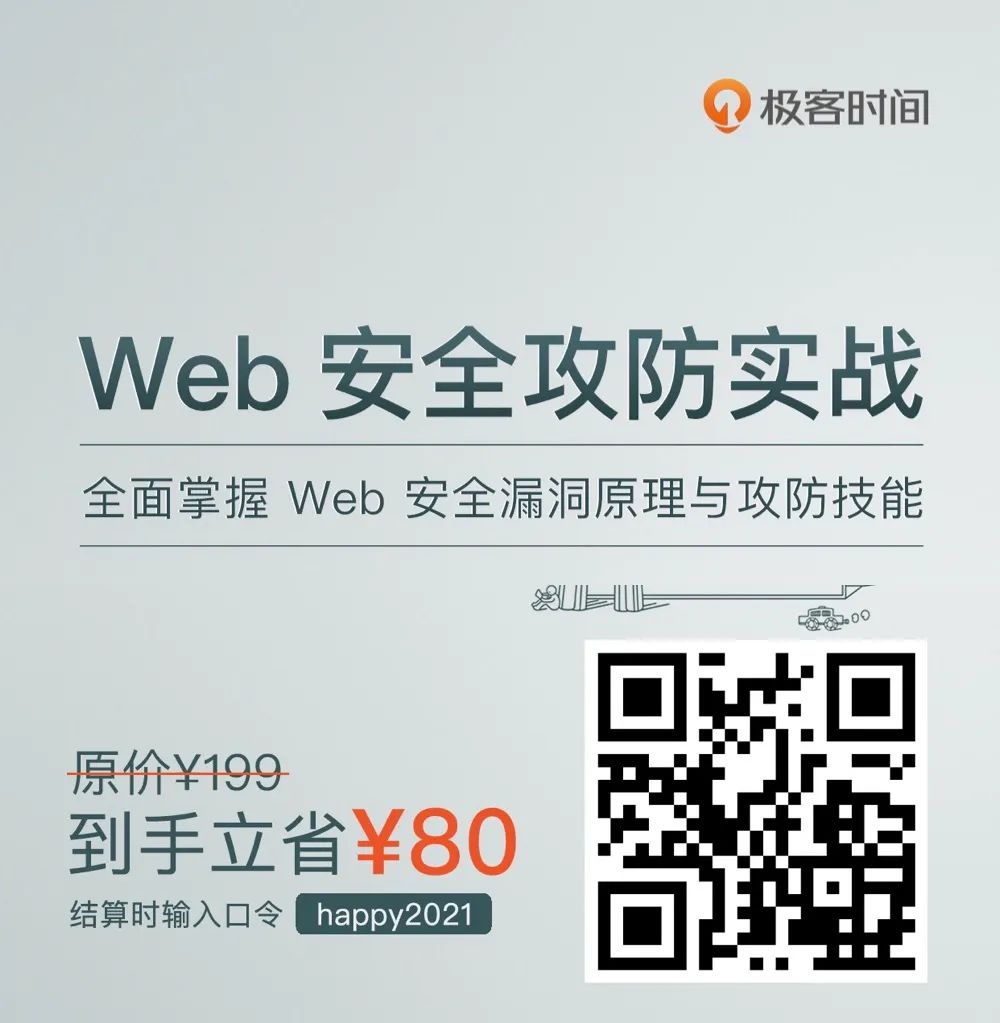 极客时间
Web 安全攻防实战
全面掌握 Web 安全漏洞原理与攻防技能
原价¥199
到手立省¥80
结算时输入口令 happy2021